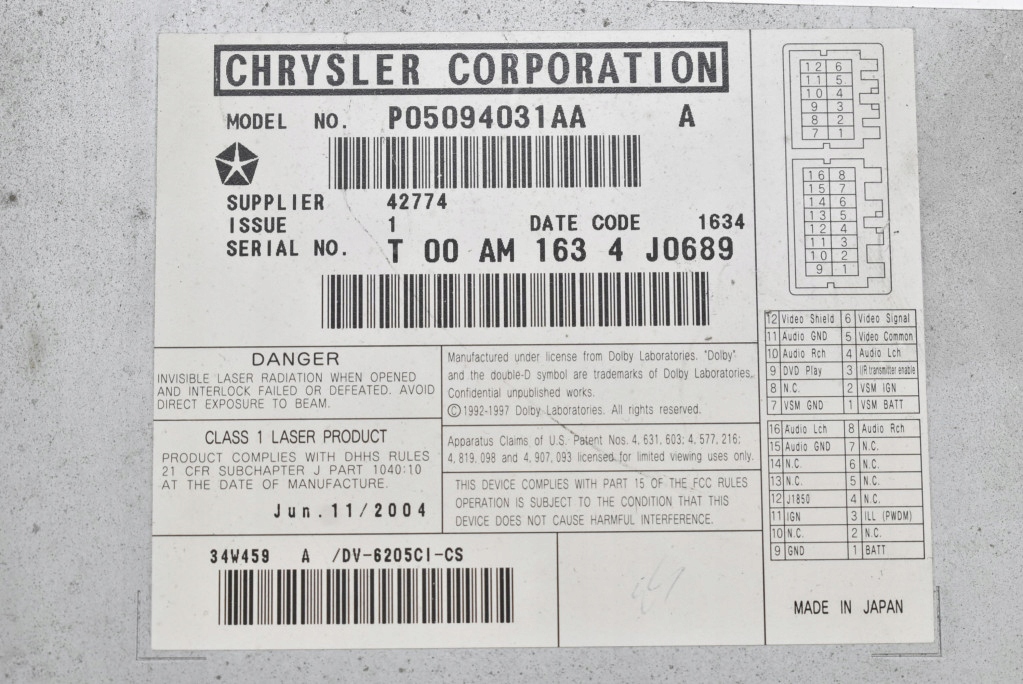 CHRYSLER CORPORATION
MODEL NO. P05094031AA A
SUPPLIER 42774
ISSUE 1 DATE CODE 1634
SERIAL NO. T 00 AM 163 4 J0689
DANGER
INVISIBLE LASER RADIATION WHEN OPENED
AND INTERLOCK FAILED OR DEFEATED. AVOID
DIRECT EXPOSURE TO BEAM.
CLASS 1 LASER PRODUCT
PRODUCT COMPLIES WITH DHHS RULES
21 CFR SUBCHAPTER J PART 1040:10
AT THE DATE OF MANUFACTURE.
Jun.11/2004
Manufactured under license from Dolby Laboratories. "Dolby"
and the double-D symbol are trademarks of Dolby Laboratories.
Confidential unpublished works.
©1992-1997 Dolby Laboratories. All rights reserved.
Apparatus Claims of U.S. Patent Nos. 4,631,603; 4,577,216;
4,819,098 and 4,907,093 licensed for limited viewing uses only.
THIS DEVICE COMPLIES WITH PART 15 OF THE FCC RULES
OPERATION IS SUBJECT TO THE CONDITION THAT THIS
DEVICE DOES NOT CAUSE HARMFUL INTERFERENCE.
34W459 A /DV-6205CI-CS
12 6
11 5
10 4
9 3
8 2
7 1
16 8
15 7
14 6
13 5
12 4
11 3
10 2
9 1
12 Video Shield 6 Video Signal
11 Audio GND 5 Video Common
10 Audio Rch 4 Audio Lch
9 DVD Play 3 I/R transmitter enable
8 N.C. 2 VSM IGN
7 VSM GND 1 VSM BATT
16 Audio Lch 8 Audio Rch
15 Audio GND 7 N.C.
14 N.C. 6 N.C.
13 N.C. 5 N.C.
12 J1850 4 N.C.
11 IGN 3 ILL (PWDM)
10 N.C. 2 N.C.
9 GND 1 BATT
MADE IN JAPAN